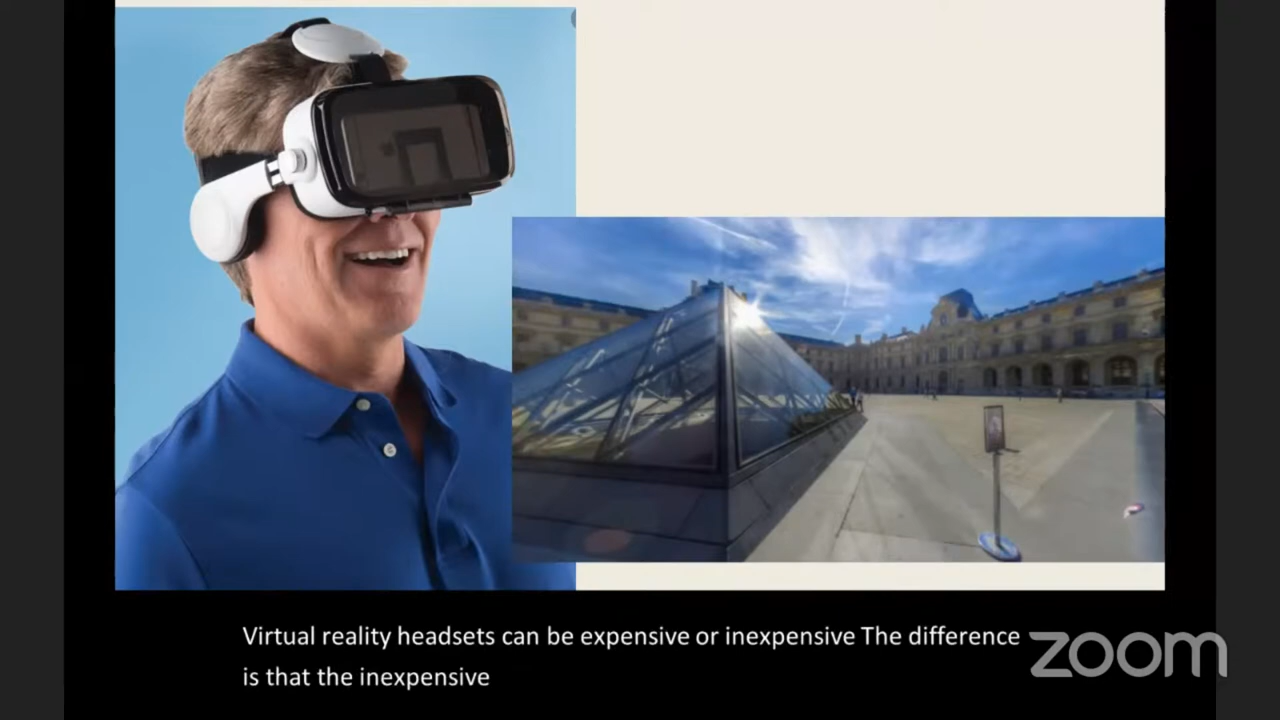 Virtual reality headsets can be expensive or inexpensive The difference
is that the inexpensive
zoom